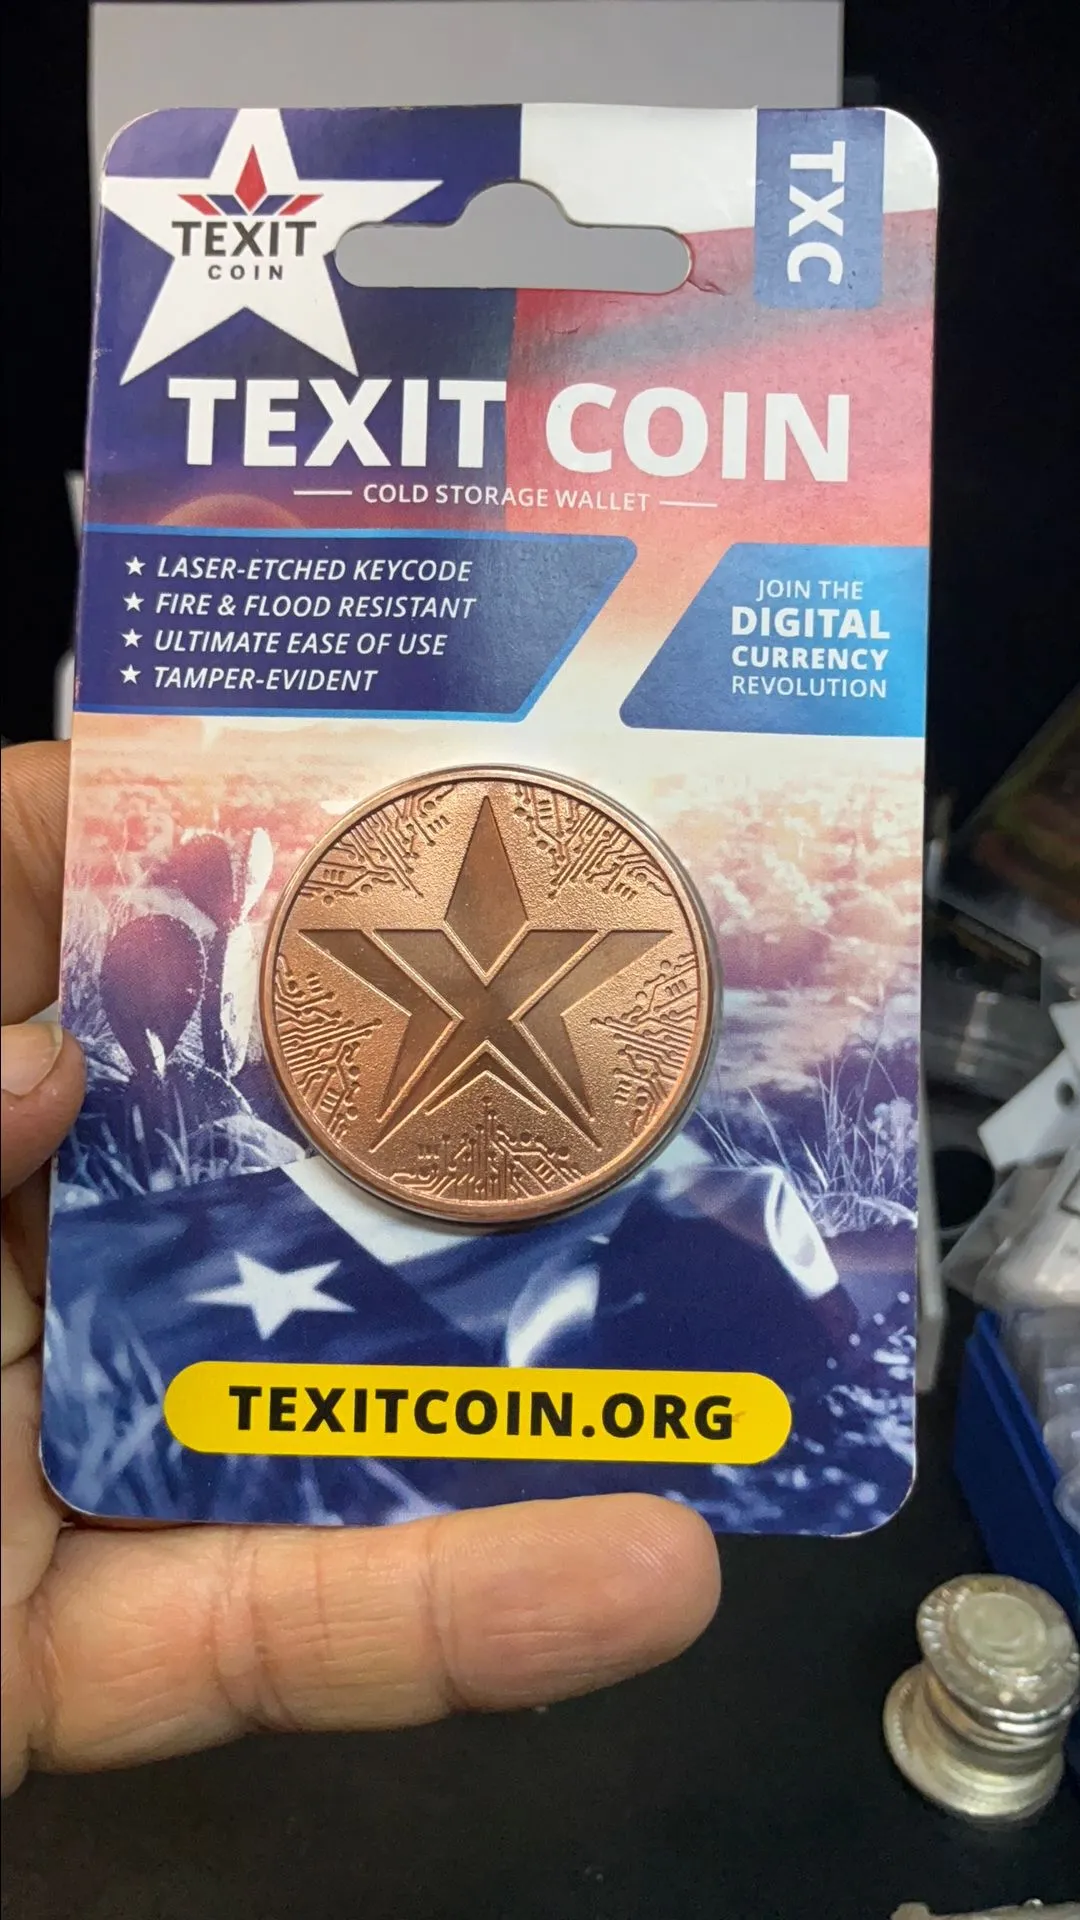 TEXIT
COIN
TXC
TEXIT COIN
COLD STORAGE WALLET
★ LASER-ETCHED KEYCODE
★ FIRE & FLOOD RESISTANT
★ ULTIMATE EASE OF USE
★ TAMPER-EVIDENT
JOIN THE
DIGITAL
CURRENCY
REVOLUTION
TEXITCOIN.ORG